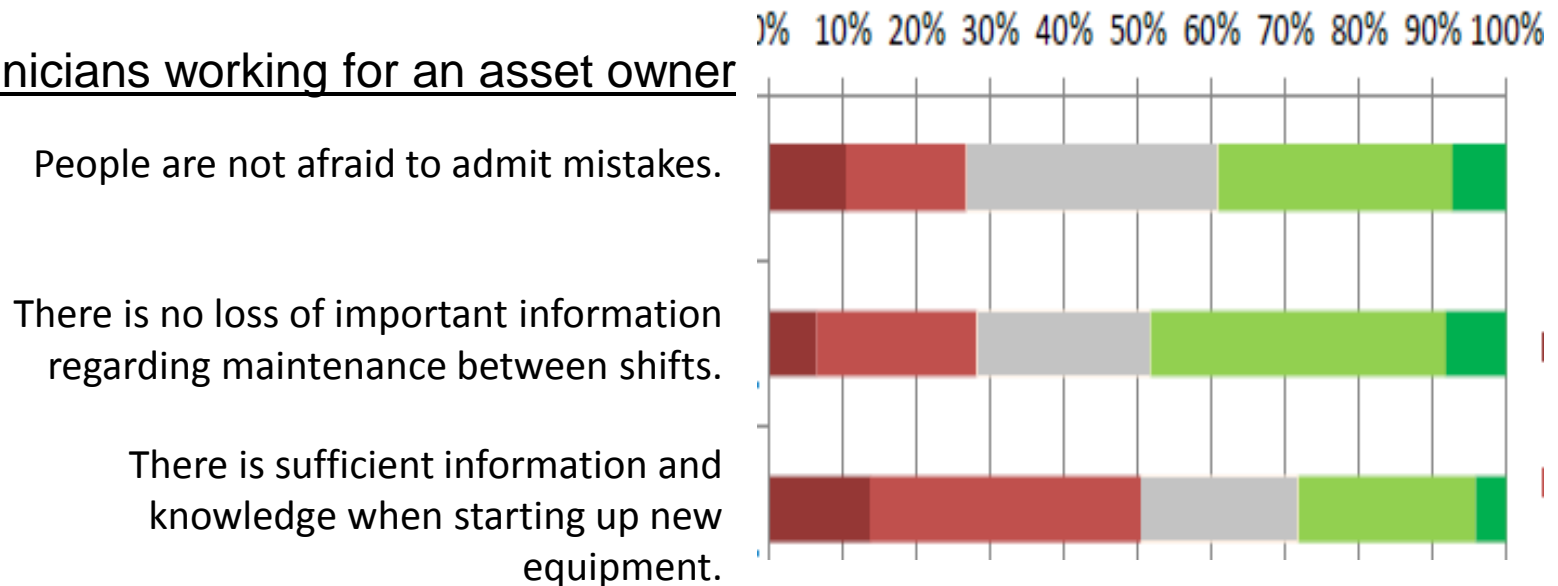 0% 10% 20% 30% 40% 50% 60% 70% 80% 90% 100%
nicians working for an asset owner
People are not afraid to admit mistakes.
There is no loss of important information
regarding maintenance between shifts.
There is sufficient information and
knowledge when starting up new
equipment.